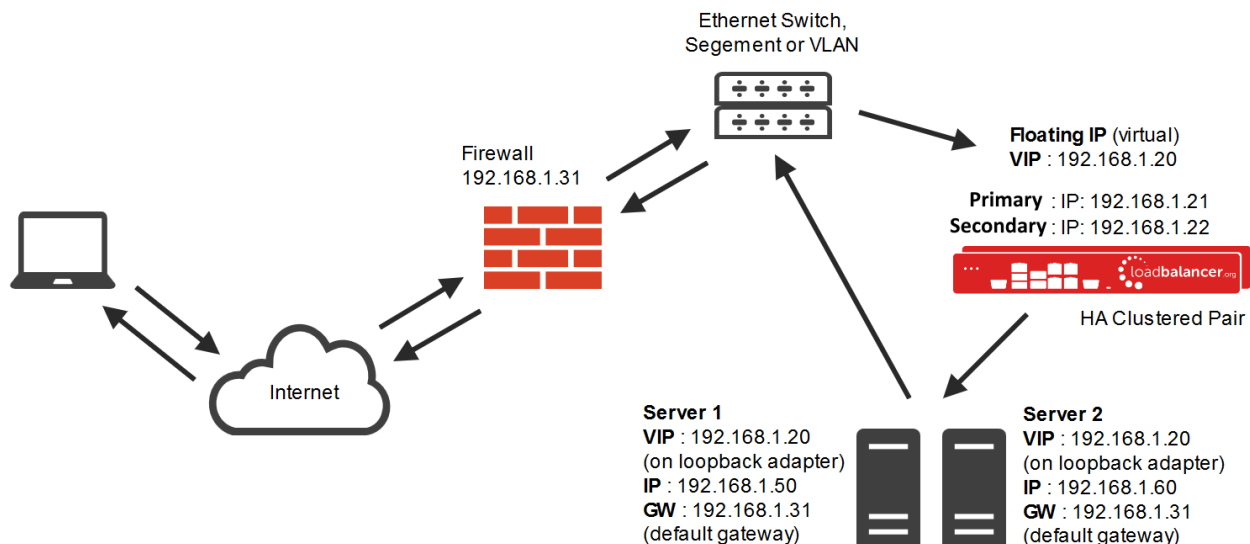 Ethernet Switch,
Segement or VLAN
Firewall
192.168.1.31
Floating IP (virtual)
VIP : 192.168.1.20
Primary : IP: 192.168.1.21
Secondary : IP: 192.168.1.22
loadbalancer.org
HA Clustered Pair
Internet
Server 1
VIP : 192.168.1.20
(on loopback adapter)
IP : 192.168.1.50
GW : 192.168.1.31
(default gateway)
Server 2
VIP : 192.168.1.20
(on loopback adapter)
IP : 192.168.1.60
GW : 192.168.1.31
(default gateway)